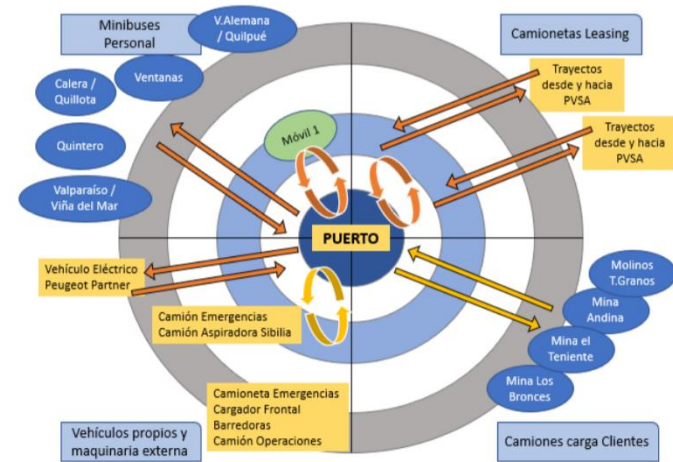 Minibuses
Personal
V.Alemana
/ Quilpué
Ventanas
Calera /
Quillota
Quintero
Valparaíso /
Viña del Mar
Móvil 1
Camionetas Leasing
Trayectos
desde y hacia
PVSA
Trayectos
desde y hacia
PVSA
PUERTO
Vehículo Eléctrico
Peugeot Partner
Camión Emergencias
Camión Aspiradora Sibilia
Camioneta Emergencias
Cargador Frontal
Barredoras
Camión Operaciones
Vehículos propios y
maquinaria externa
Molinos
T.Granos
Mina
Andina
Mina el
Teniente
Mina Los
Bronces
Camiones carga Clientes